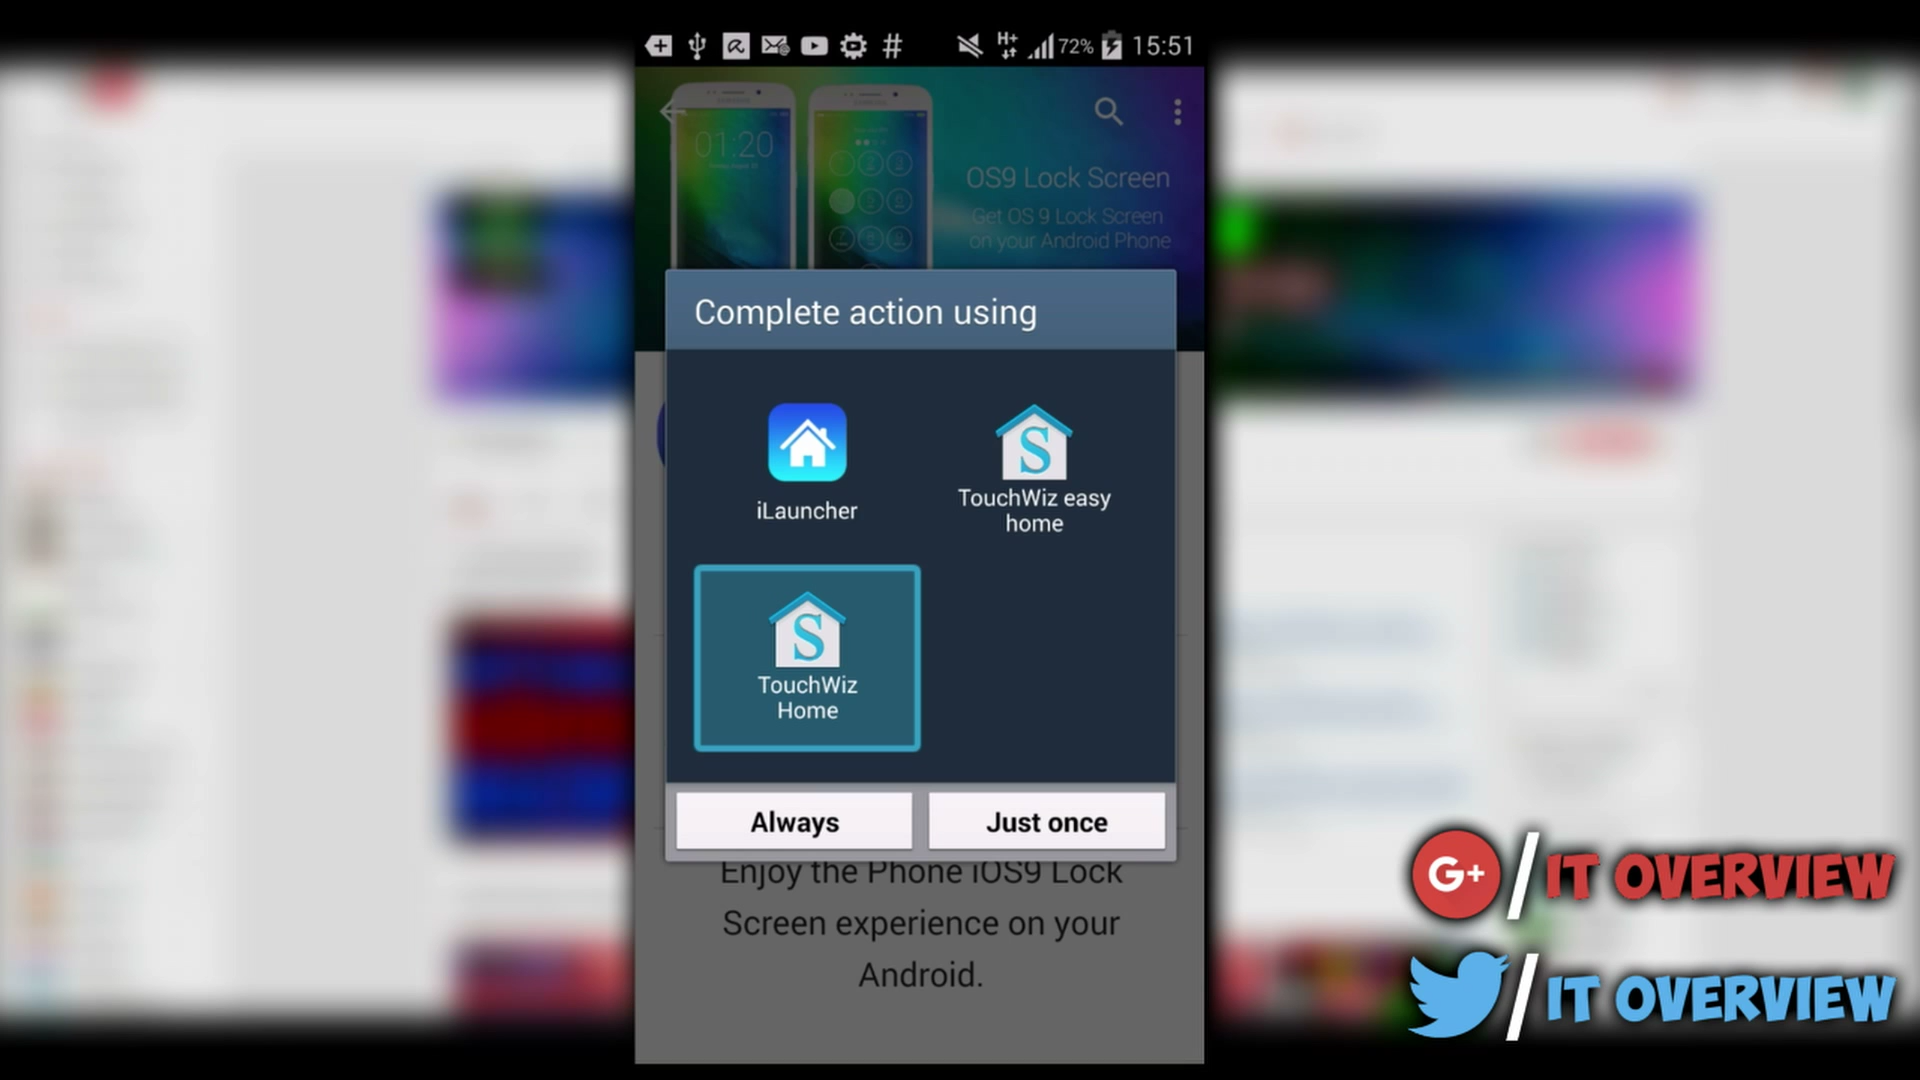 72% 15:51
01:20
OS9 Lock Screen
Get OS 9 Lock Screen
on your Android Phone
Complete action using
iLauncher
TouchWiz easy
home
TouchWiz
Home
Always
Just once
Enjoy the Phone iOS9 Lock
Screen experience on your
Android.
G+ / IT OVERVIEW
/ IT OVERVIEW